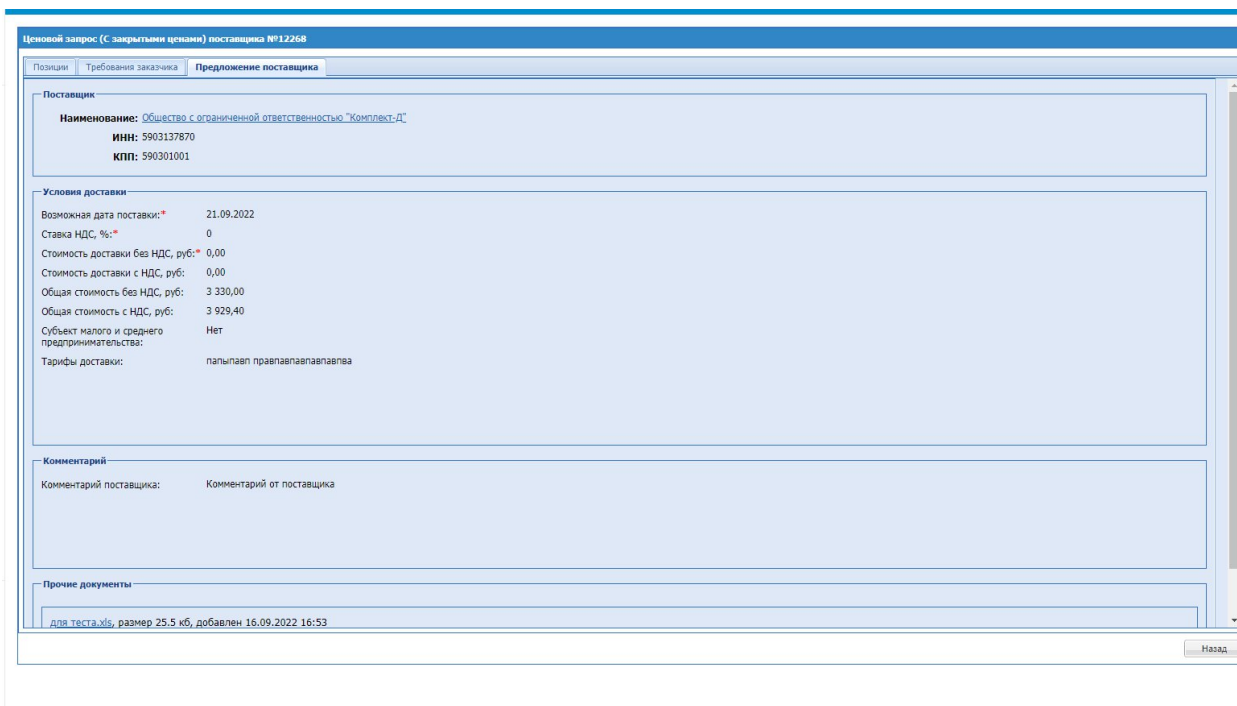 Ценовой запрос (С закрытыми ценами) поставщика №12268
Позиции Требования заказчика Предложение поставщика
Поставщик
Наименование: Общество с ограниченной ответственностью "Комплект-Д"
ИНН: 5903137870
КПП: 590301001
Условия доставки
Возможная дата поставки:* 21.09.2022
Ставка НДС, %:* 0
Стоимость доставки без НДС, руб:* 0,00
Стоимость доставки с НДС, руб: 0,00
Общая стоимость без НДС, руб: 3 330,00
Общая стоимость с НДС, руб: 3 929,40
Субъект малого и среднего Нет
предпринимательства:
Тарифы доставки: папыпавп правпавпавпавпавпва
Комментарий
Комментарий поставщика: Комментарий от поставщика
Прочие документы
для теста.xls, размер 25.5 кб, добавлен 16.09.2022 16:53
Назад